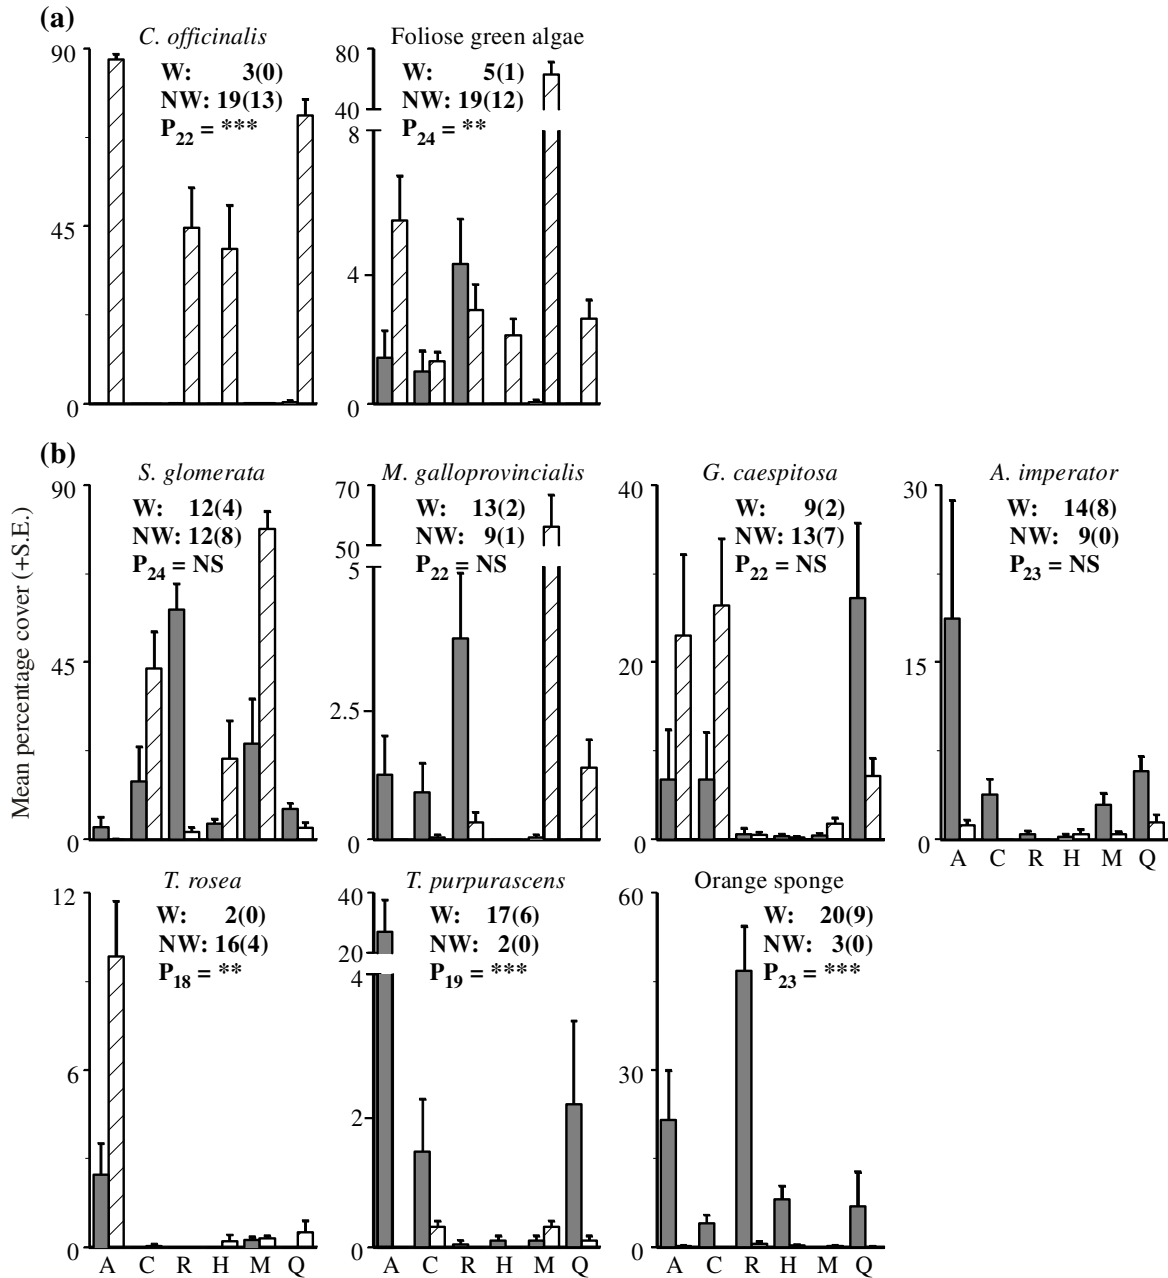 (a)
C. officinalis
W: 3(0)
NW: 19(13)
P22 = ***
90
45
0
Foliose green algae
W: 5(1)
NW: 19(12)
P24 = **
80
40
8
4
0
(b)
Mean percentage cover (+S.E.)
S. glomerata
W: 12(4)
NW: 12(8)
P24 = NS
90
45
0
M. galloprovincialis
W: 13(2)
NW: 9(1)
P22 = NS
70
50
5
2.5
0
G. caespitosa
W: 9(2)
NW: 13(7)
P22 = NS
40
20
0
A. imperator
W: 14(8)
NW: 9(0)
P23 = NS
30
15
0
A C R H M Q
T. rosea
W: 2(0)
NW: 16(4)
P18 = **
12
6
0
A C R H M Q
T. purpurascens
W: 17(6)
NW: 2(0)
P19 = ***
40
20
4
2
0
A C R H M Q
Orange sponge
W: 20(9)
NW: 3(0)
P23 = ***
60
30
0
A C R H M Q